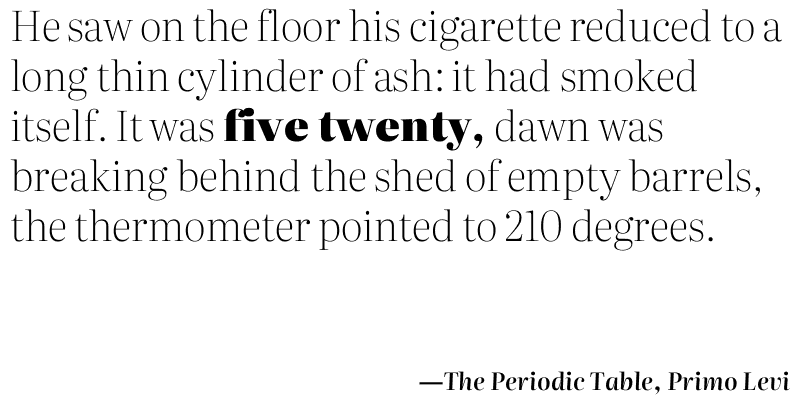 He saw on the floor his cigarette reduced to a
long thin cylinder of ash: it had smoked
itself. It was five twenty, dawn was
breaking behind the shed of empty barrels,
the thermometer pointed to 210 degrees.
—The Periodic Table, Primo Levi